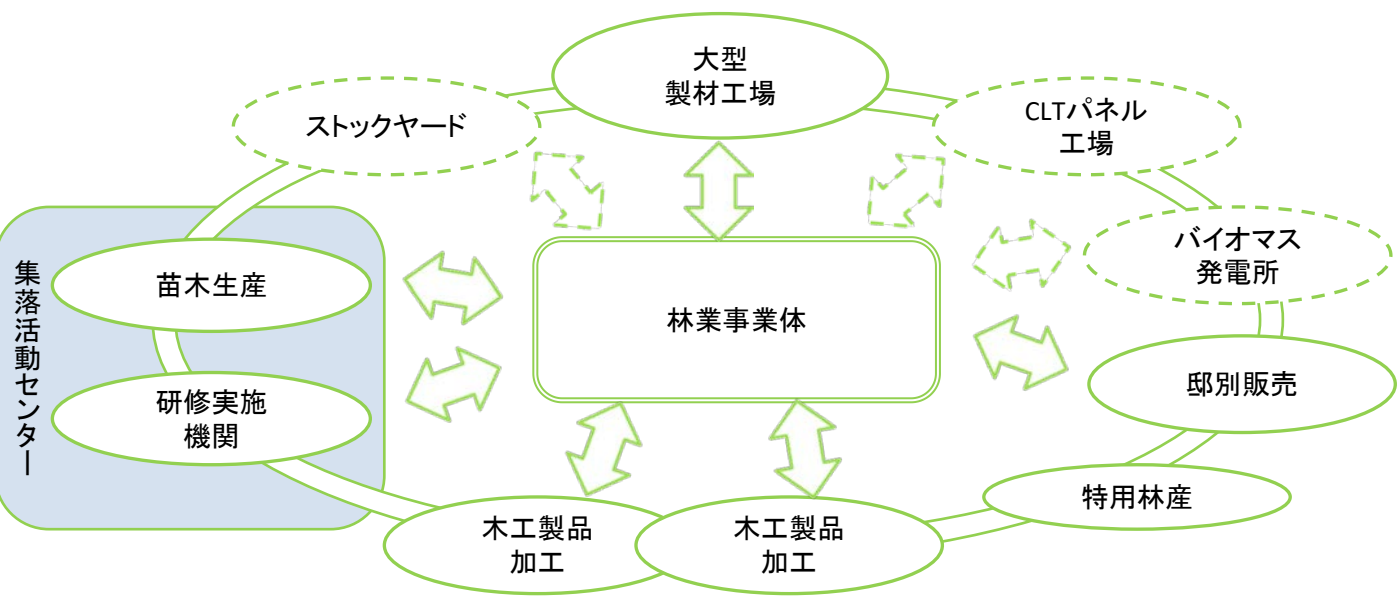 大型
製材工場
ストックヤード
CLTパネル
工場
集落活動センター
苗木生産
バイオマス
発電所
林業事業体
邸別販売
研修実施
機関
特用林産
木工製品
加工
木工製品
加工